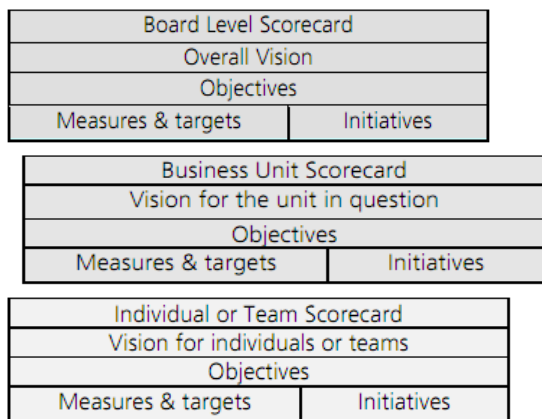 Board Level Scorecard
Overall Vision
Objectives
Measures & targets Initiatives
Business Unit Scorecard
Vision for the unit in question
Objectives
Measures & targets Initiatives
Individual or Team Scorecard
Vision for individuals or teams
Objectives
Measures & targets Initiatives